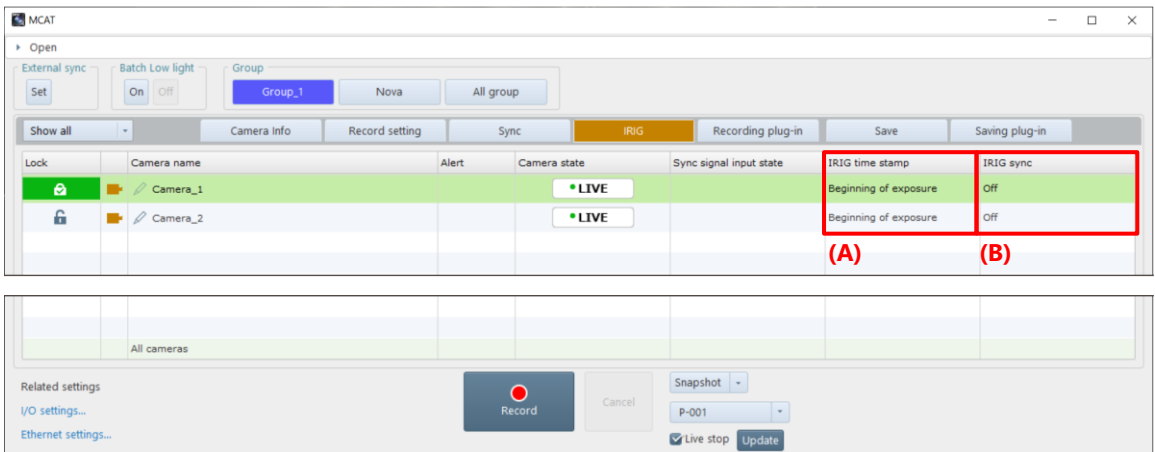 MCAT
Open
External sync
Batch Low light
Group
Set
On
Off
Group_1
Nova
All group
Show all
Camera Info
Record setting
Sync
IRIG
Recording plug-in
Save
Saving plug-in
Lock
Camera name
Alert
Camera state
Sync signal input state
IRIG time stamp
IRIG sync
Camera_1
LIVE
Beginning of exposure
Off
Camera_2
LIVE
Beginning of exposure
Off
(A)
(B)
All cameras
Related settings
I/O settings...
Ethernet settings...
Record
Cancel
Snapshot
P-001
Live stop
Update